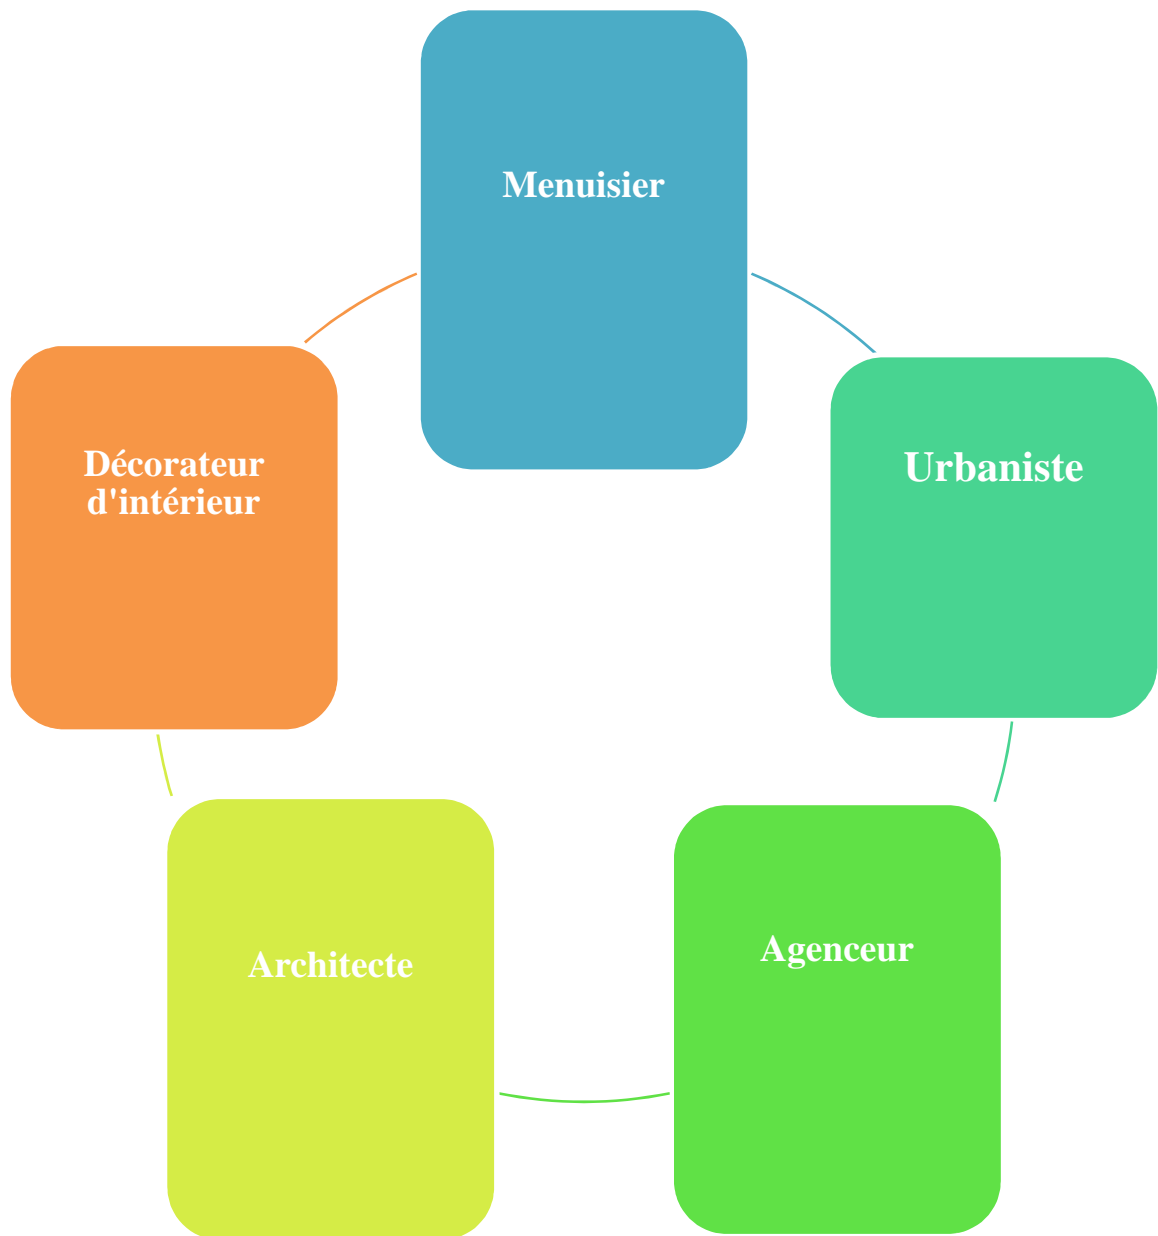 Menuisier
Décorateur
d'intérieur
Urbaniste
Architecte
Agenceur